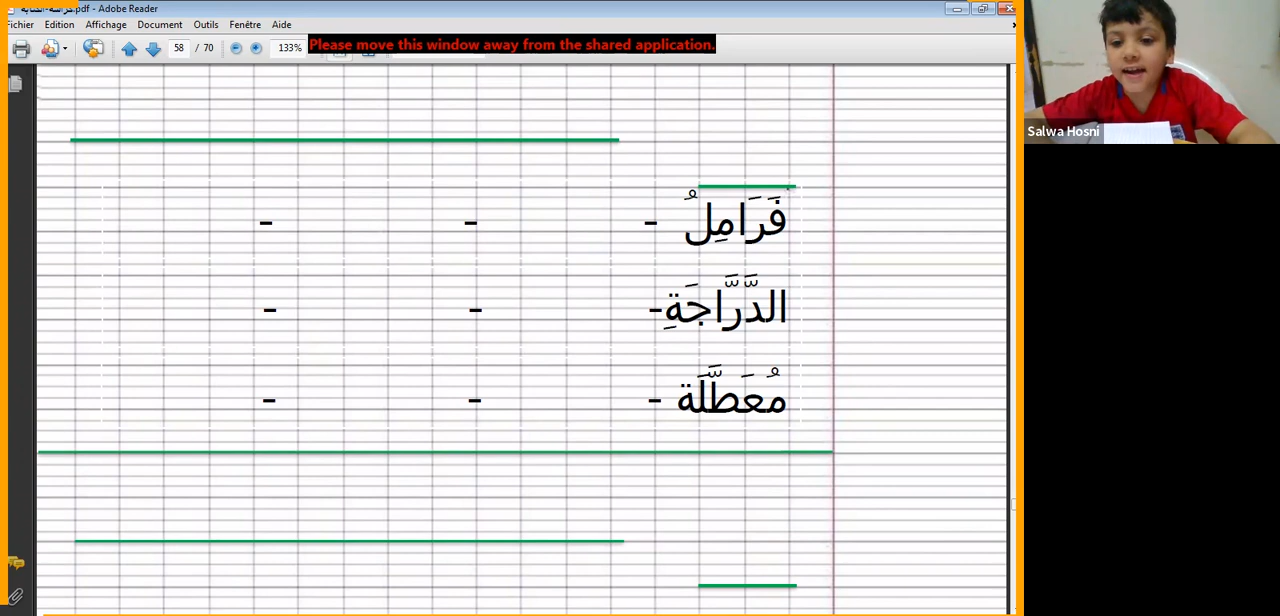 كراسة-الكتابة.pdf - Adobe Reader
Fichier Edition Affichage Document Outils Fenêtre Aide
58 / 70 133% Please move this window away from the shared application.
Salwa Hosni
فَرَامِلُ - - -
الدَّرَّاجَةِ- - -
مُعَطَّلَة - - -